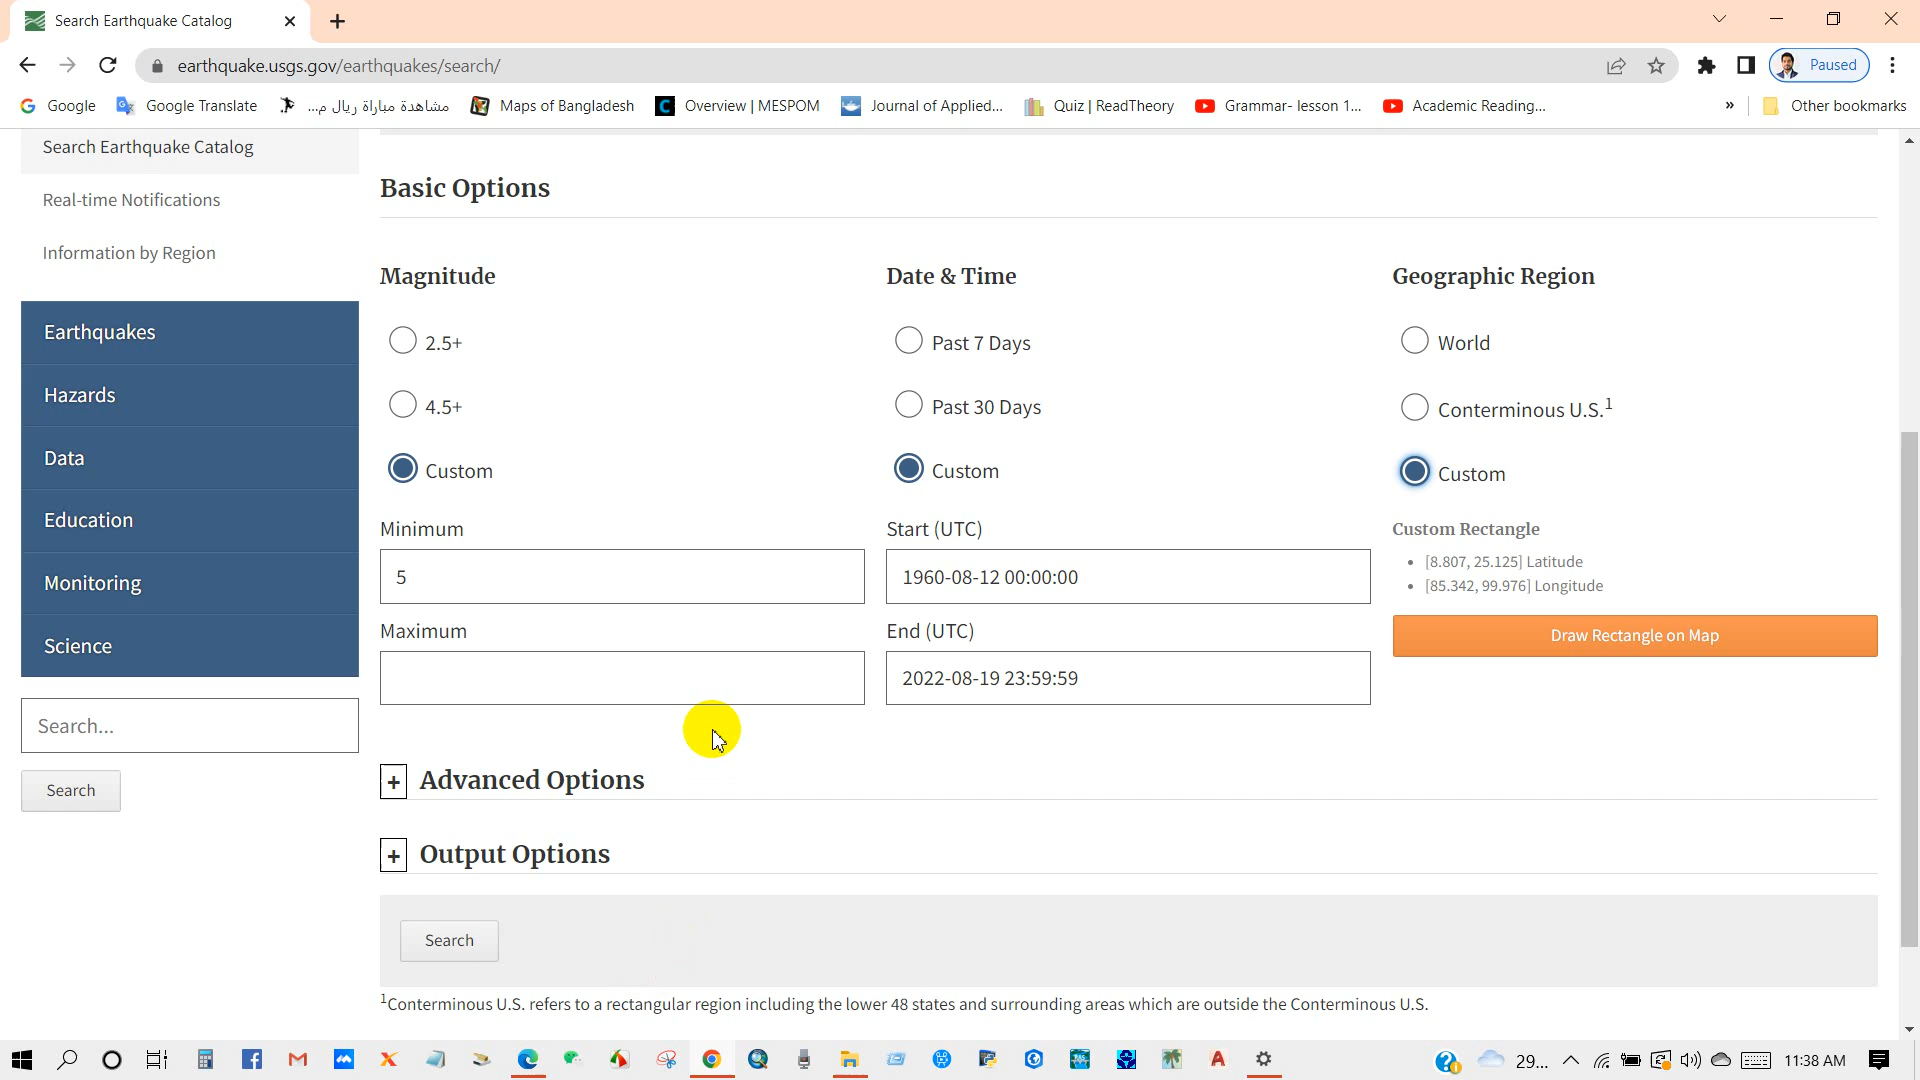 Search Earthquake Catalog
earthquake.usgs.gov/earthquakes/search/
Paused
Google
Google Translate
مشاهدة مباراة ريال م...
Maps of Bangladesh
Overview | MESPOM
Journal of Applied...
Quiz | ReadTheory
Grammar- lesson 1...
Academic Reading...
»
Other bookmarks
Search Earthquake Catalog
Real-time Notifications
Information by Region
Earthquakes
Hazards
Data
Education
Monitoring
Science
Search...
Search
Basic Options
Magnitude
2.5+
4.5+
Custom
Minimum
5
Maximum
Date & Time
Past 7 Days
Past 30 Days
Custom
Start (UTC)
1960-08-12 00:00:00
End (UTC)
2022-08-19 23:59:59
Geographic Region
World
Conterminous U.S.¹
Custom
Custom Rectangle
• [8.807, 25.125] Latitude
• [85.342, 99.976] Longitude
Draw Rectangle on Map
+ Advanced Options
+ Output Options
Search
¹Conterminous U.S. refers to a rectangular region including the lower 48 states and surrounding areas which are outside the Conterminous U.S.
29...
11:38 AM